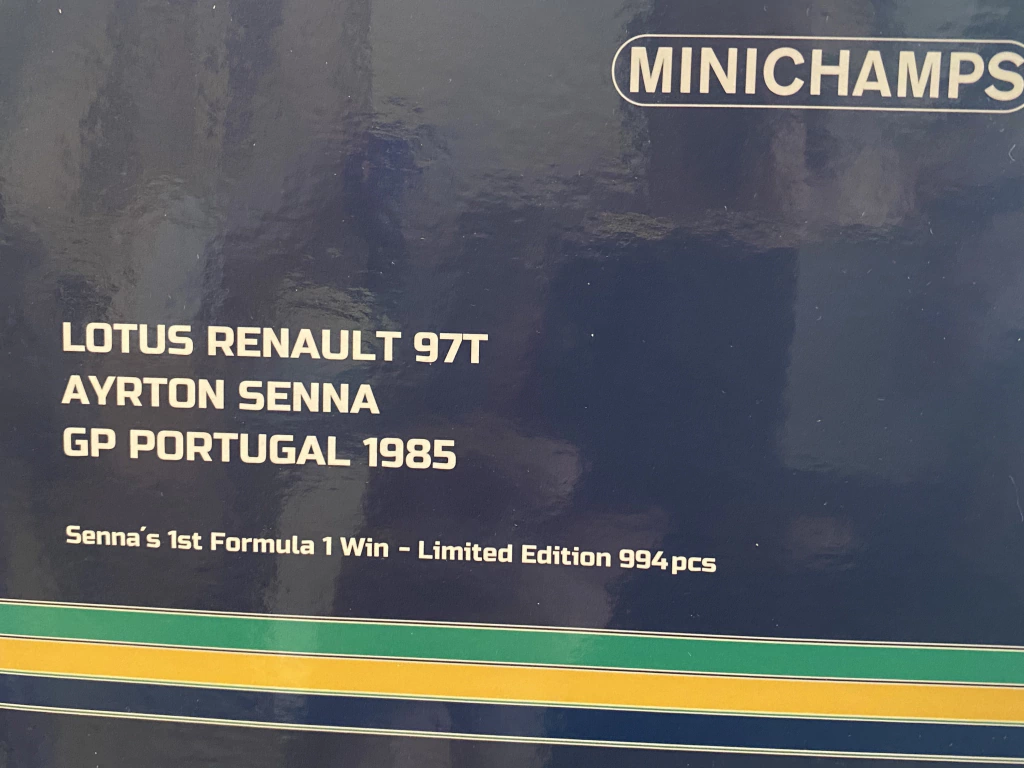 MINICHAMPS
LOTUS RENAULT 97T
AYRTON SENNA
GP PORTUGAL 1985
Senna´s 1st Formula 1 Win - Limited Edition 994pcs